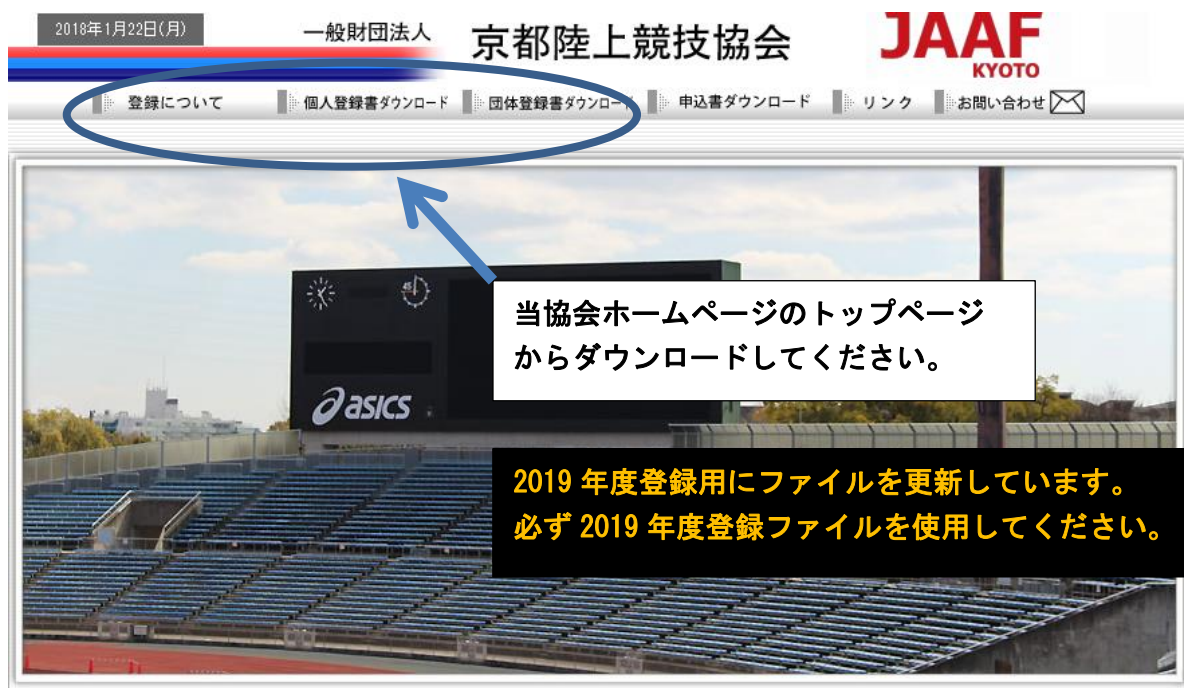 2018年1月22日(月)
一般財団法人
京都陸上競技協会
JAAF
KYOTO
登録について
個人登録書ダウンロード
団体登録書ダウンロード
申込書ダウンロード
リンク
お問い合わせ
45
asics
当協会ホームページのトップページ
からダウンロードしてください。
2019 年度登録用にファイルを更新しています。
必ず 2019 年度登録ファイルを使用してください。